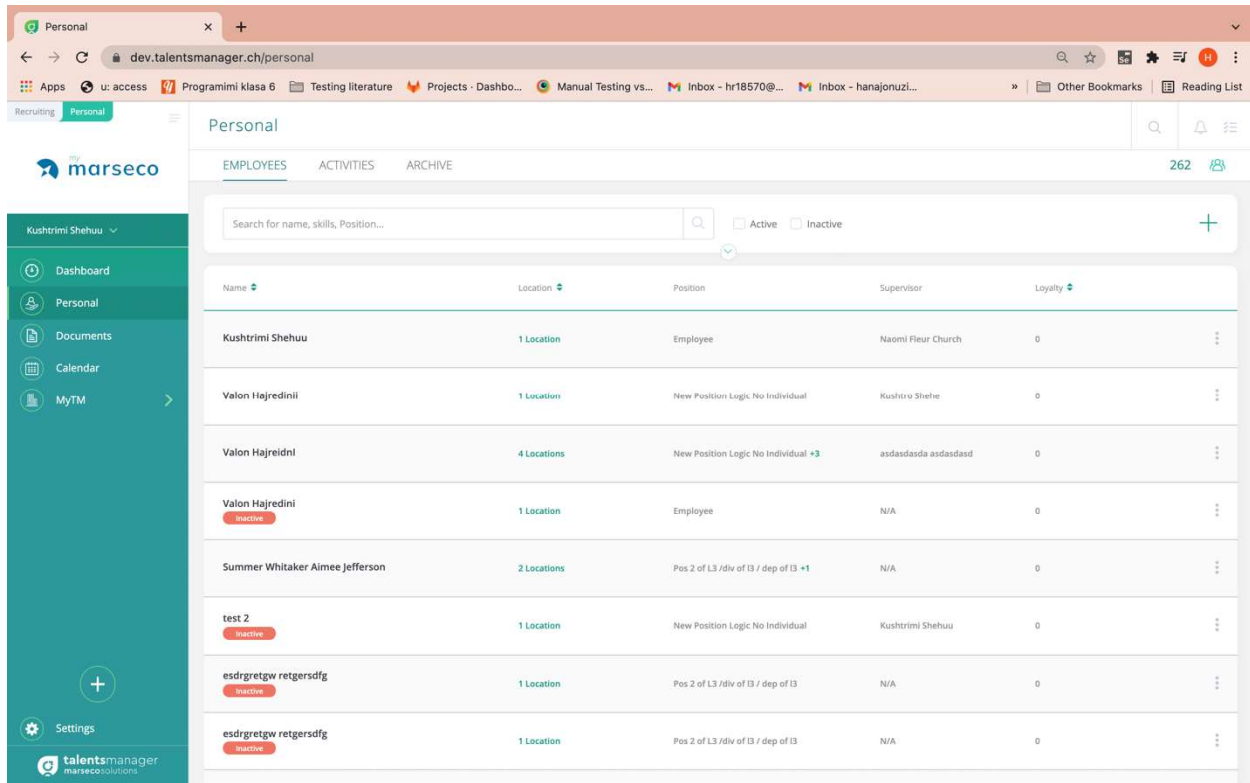 Personal
dev.talentsmanager.ch/personal
Se
H
Apps u: access Programimi klasa 6 Testing literature Projects · Dashbo... Manual Testing vs... Inbox - hr18570@... Inbox - hanajonuzi... » Other Bookmarks Reading List
Recruiting Personal
Personal
my
marseco
EMPLOYEES ACTIVITIES ARCHIVE 262
Kushtrimi Shehuu
Search for name, skills, Position... Active Inactive
Dashboard
Personal
Documents
Calendar
MyTM
Settings
talentsmanager
marsecosolutions
Name Location Position Supervisor Loyalty
Kushtrimi Shehuu 1 Location Employee Naomi Fleur Church 0
Valon Hajredinii 1 Location New Position Logic No Individual Kushtru Shehe 0
Valon Hajreidnl 4 Locations New Position Logic No Individual +3 asdasdasda asdasdasd 0
Valon Hajredini 1 Location Employee N/A 0
Inactive
Summer Whitaker Aimee Jefferson 2 Locations Pos 2 of L3 /div of l3 / dep of l3 +1 N/A 0
test 2 1 Location New Position Logic No Individual Kushtrimi Shehuu 0
Inactive
esdrgretgw retgersdfg 1 Location Pos 2 of L3 /div of l3 / dep of l3 N/A 0
Inactive
esdrgretgw retgersdfg 1 Location Pos 2 of L3 /div of l3 / dep of l3 N/A 0
Inactive